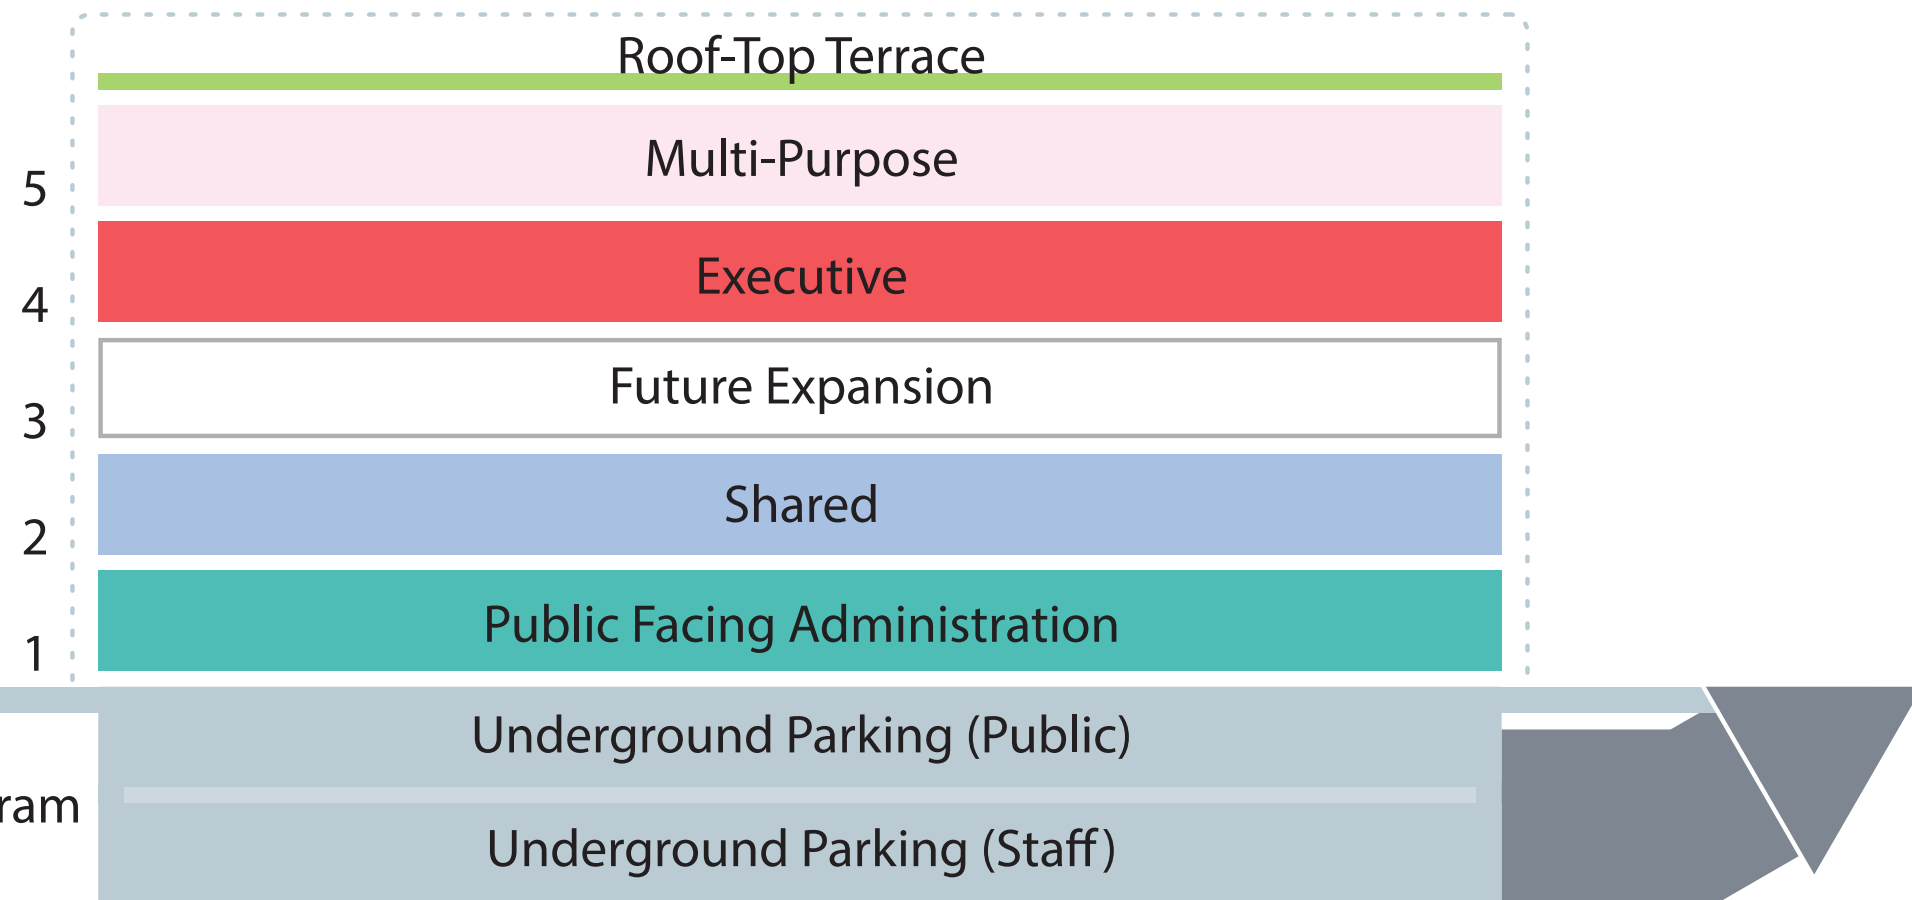 Roof-Top Terrace
Multi-Purpose
5
Executive
4
Future Expansion
3
Shared
2
Public Facing Administration
1
Underground Parking (Public)
ram
Underground Parking (Staff)